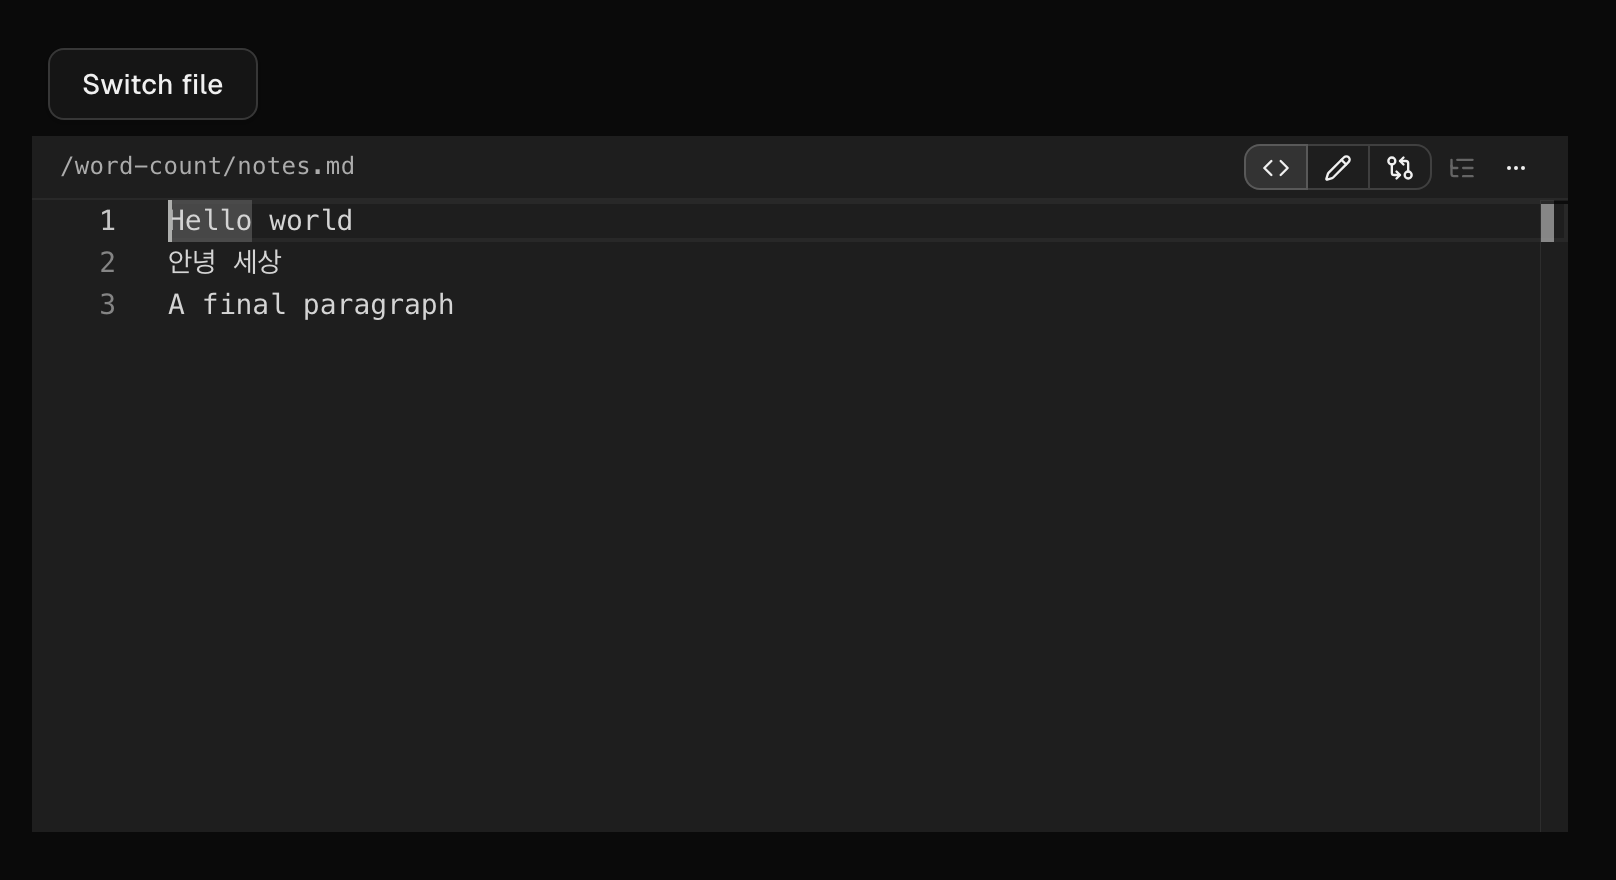 Switch file
/word-count/notes.md
1 Hello world
2 안녕 세상
3 A final paragraph